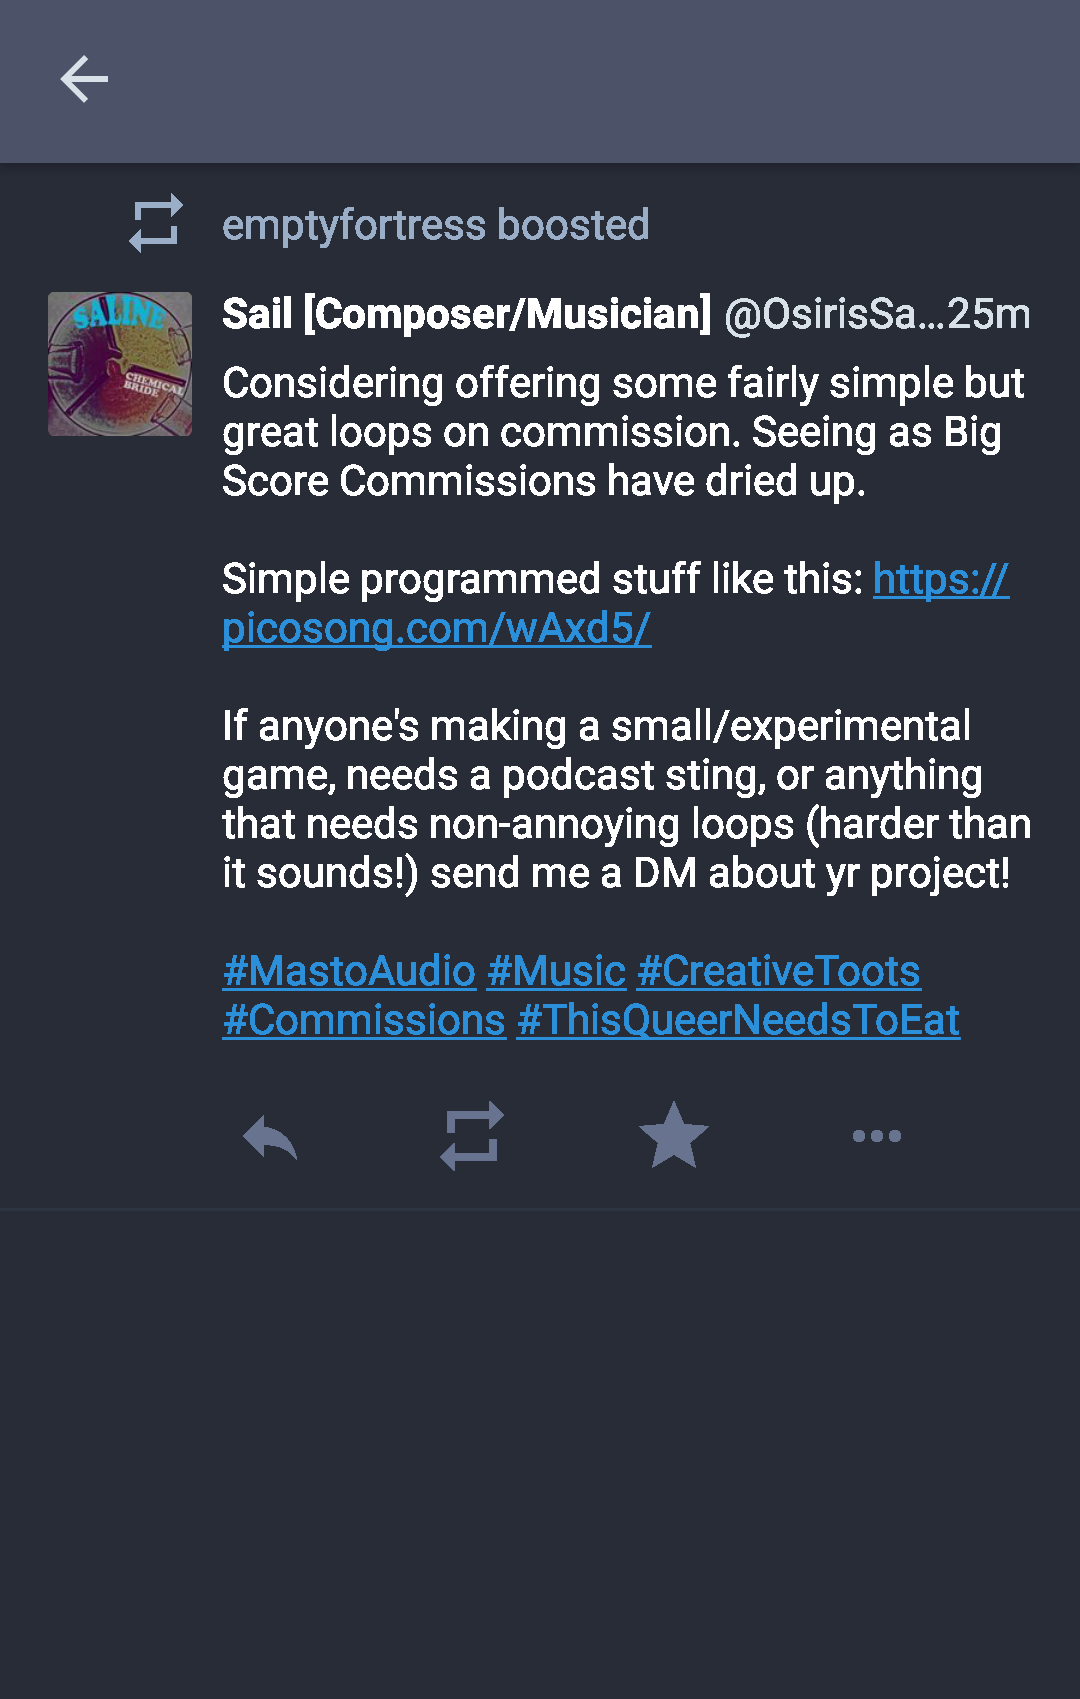 emptyfortress boosted
Sail [Composer/Musician] @OsirisSa...25m
SALINE
CHEMICAL
BRIDE
Considering offering some fairly simple but
great loops on commission. Seeing as Big
Score Commissions have dried up.
Simple programmed stuff like this: https://
picosong.com/wAxd5/
If anyone's making a small/experimental
game, needs a podcast sting, or anything
that needs non-annoying loops (harder than
it sounds!) send me a DM about yr project!
#MastoAudio #Music #CreativeToots
#Commissions #ThisQueerNeedsToEat